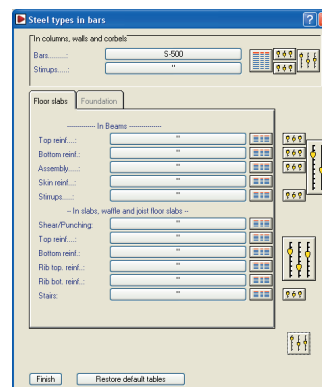 Steel types in bars
?
In columns, walls and corbels
Bars........:
S-500
Stirrups.....:
"
Floor slabs
Foundation
-------------- In Beams ----------------
Top reinf....: "
Bottom reinf.: "
Assembly.....: "
Skin reinf...: "
Stirrups.....: "
-- In slabs, waffle and joist floor slabs --
Shear/Punching: "
Top reinf....: "
Bottom reinf.: "
Rib top. reinf..: "
Rib bot. reinf..: "
Stairs: "
Finish
Restore default tables